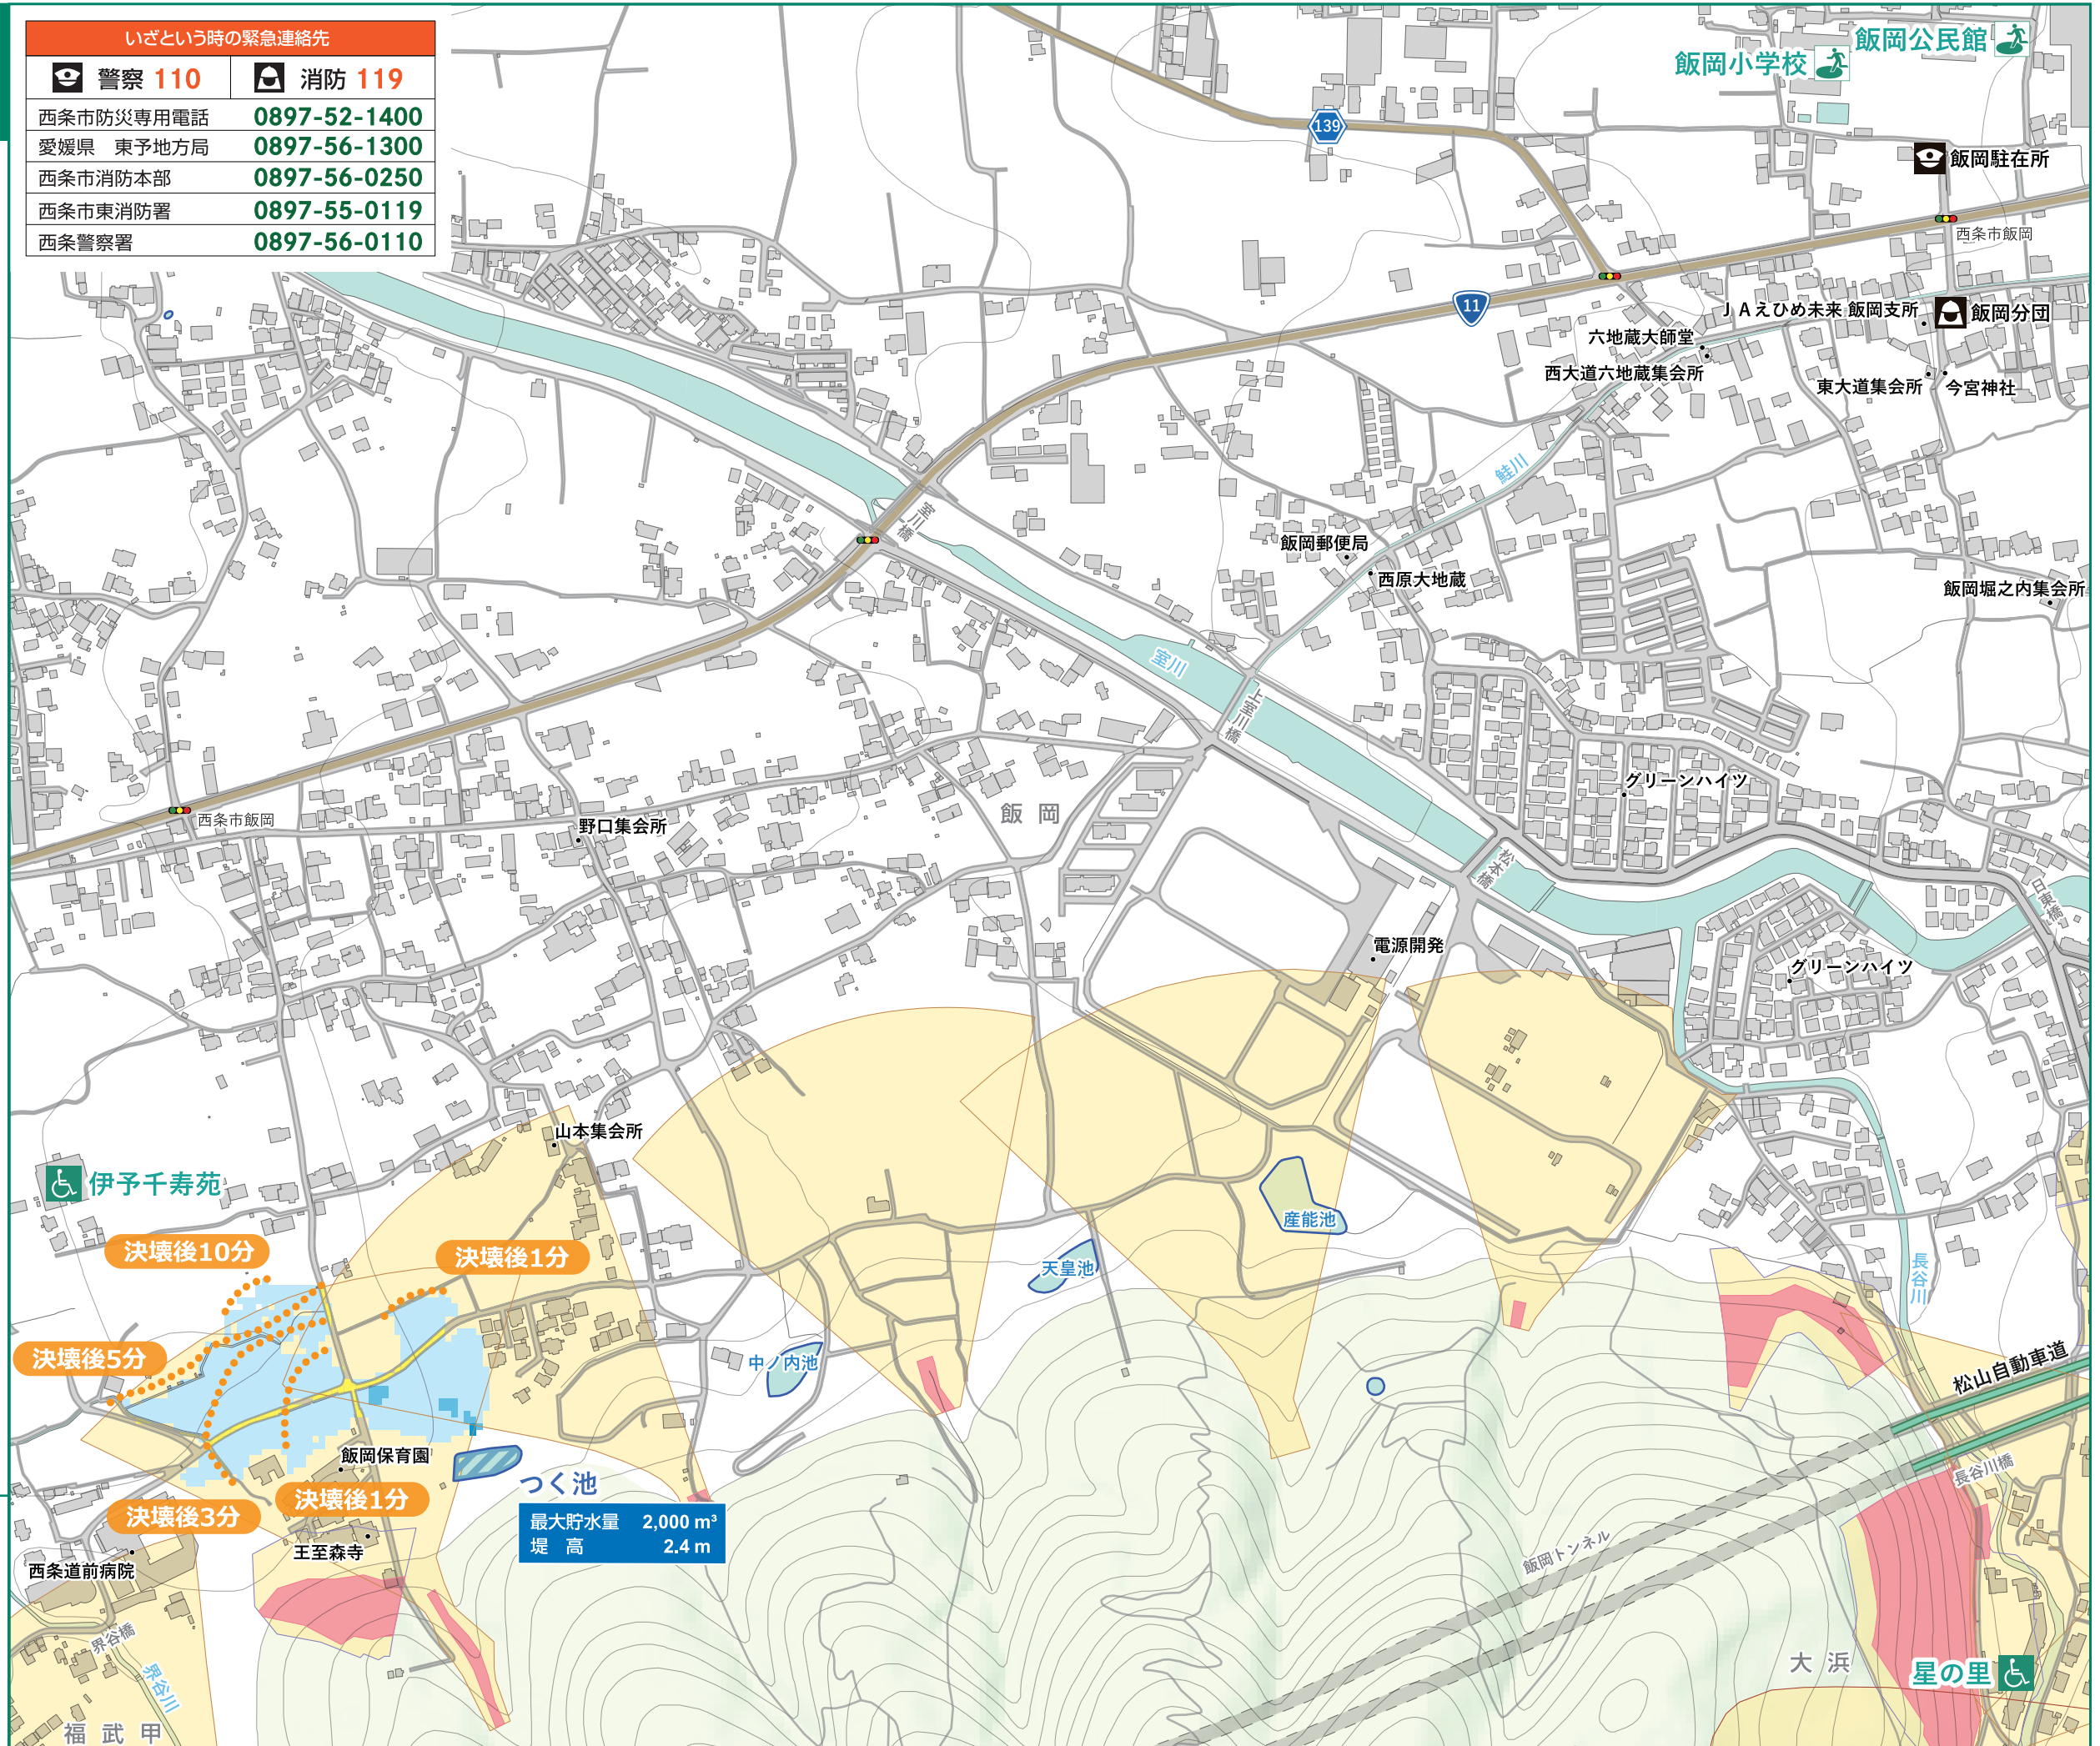 いざという時の緊急連絡先
警察 110 消防 119
西条市防災専用電話 0897-52-1400
愛媛県 東予地方局 0897-56-1300
西条市消防本部 0897-56-0250
西条市東消防署 0897-55-0119
西条警察署 0897-56-0110
飯岡公民館
飯岡小学校
139
飯岡駐在所
西条市飯岡
11
JAえひめ未来 飯岡支所
飯岡分団
六地蔵大師堂
西大道六地蔵集会所
東大道集会所
今宮神社
鮭川
室川橋
飯岡郵便局
西原大地蔵
飯岡堀之内集会所
室川
上室川橋
グリーンハイツ
西条市飯岡
野口集会所
飯岡
松本橋
日東橋
電源開発
グリーンハイツ
山本集会所
伊予千寿苑
産能池
決壊後10分
決壊後1分
天皇池
長谷川
決壊後5分
中ノ内池
松山自動車道
飯岡保育園
つく池
長谷川橋
決壊後1分
決壊後3分
最大貯水量 2,000 m³
堤 高 2.4 m
王至森寺
西条道前病院
飯岡トンネル
界谷橋
界谷川
大浜
星の里
福武甲